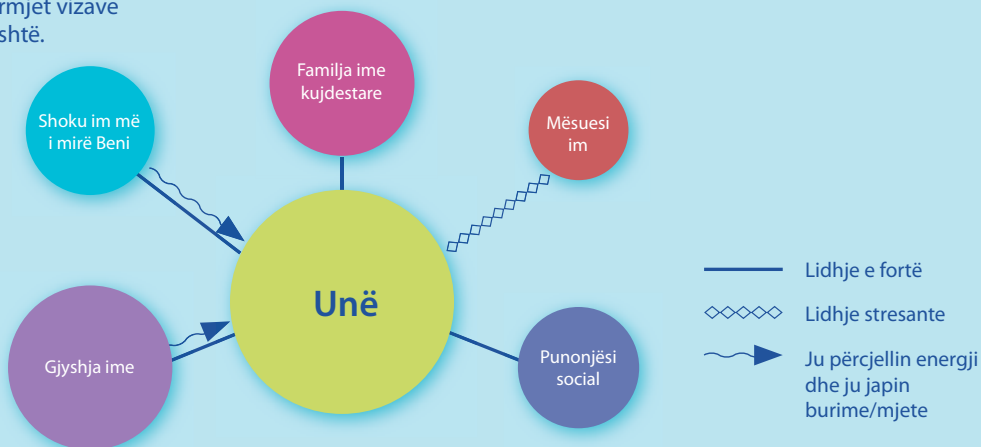 vizave
shtë.
Familja ime
kujdestare
Shoku im më
i mirë Beni
Mësuesi
im
Unë
Gjyshja ime
Punonjësi
social
Lidhje e fortë
Lidhje stresante
Ju përcjellin energji
dhe ju japin
burime/mjete